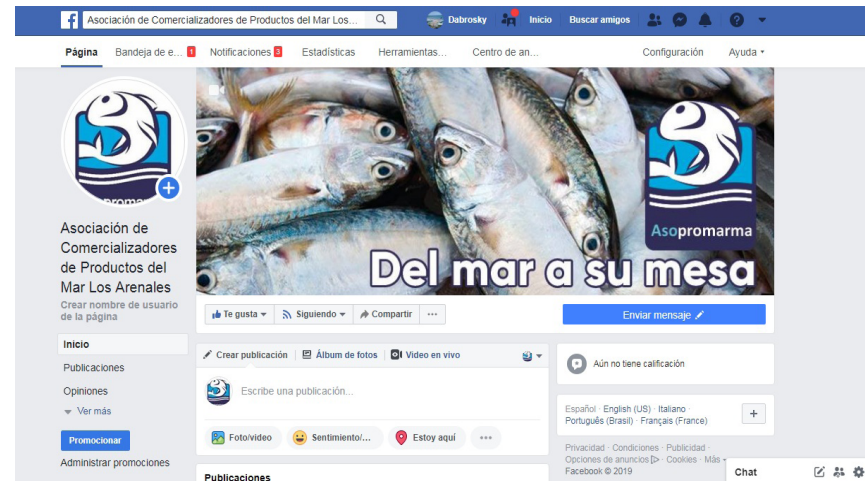 Asociación de Comercializadores de Productos del Mar Los...
Dabrosky
Inicio
Buscar amigos
Página
Bandeja de e... 1
Notificaciones 3
Estadísticas
Herramientas...
Centro de an...
Configuración
Ayuda
Asopromarma
Del mar a su mesa
Asociación de
Comercializadores
de Productos del
Mar Los Arenales
Crear nombre de usuario
de la página
Inicio
Publicaciones
Opiniones
Ver más
Promocionar
Administrar promociones
Te gusta
Siguiendo
Compartir
Enviar mensaje
Crear publicación
Álbum de fotos
Video en vivo
Escribe una publicación...
Foto/video
Sentimiento/...
Estoy aquí
Publicaciones
Aún no tiene calificación
Español · English (US) · Italiano ·
Português (Brasil) · Français (France)
Privacidad · Condiciones · Publicidad ·
Opciones de anuncios · Cookies · Más
Facebook © 2019
Chat